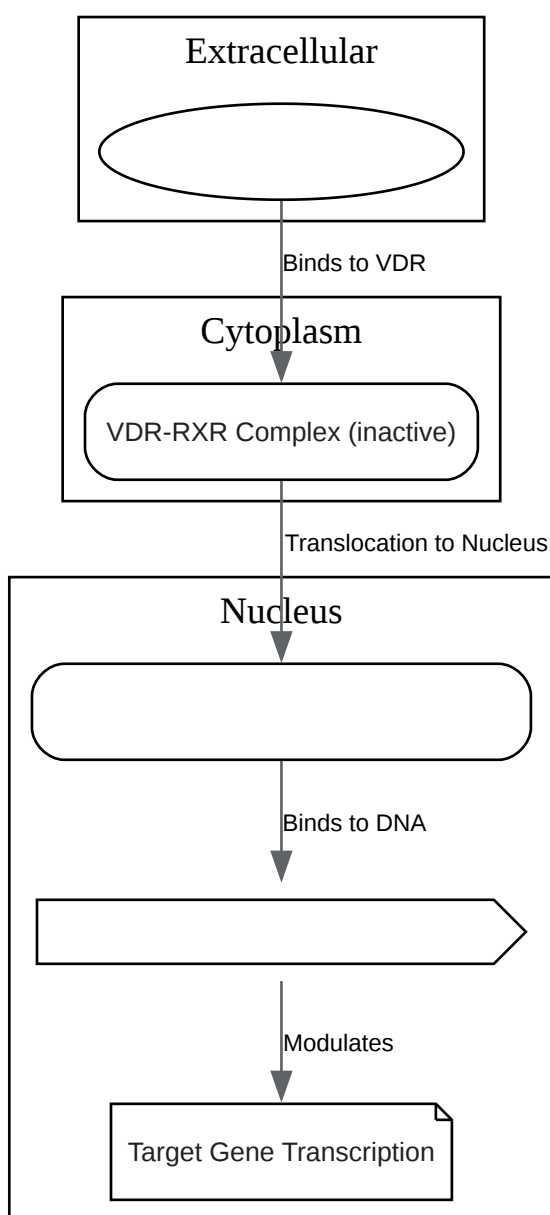 Extracellular
Binds to VDR
Cytoplasm
VDR-RXR Complex (inactive)
Translocation to Nucleus
Nucleus
Binds to DNA
Modulates
Target Gene Transcription